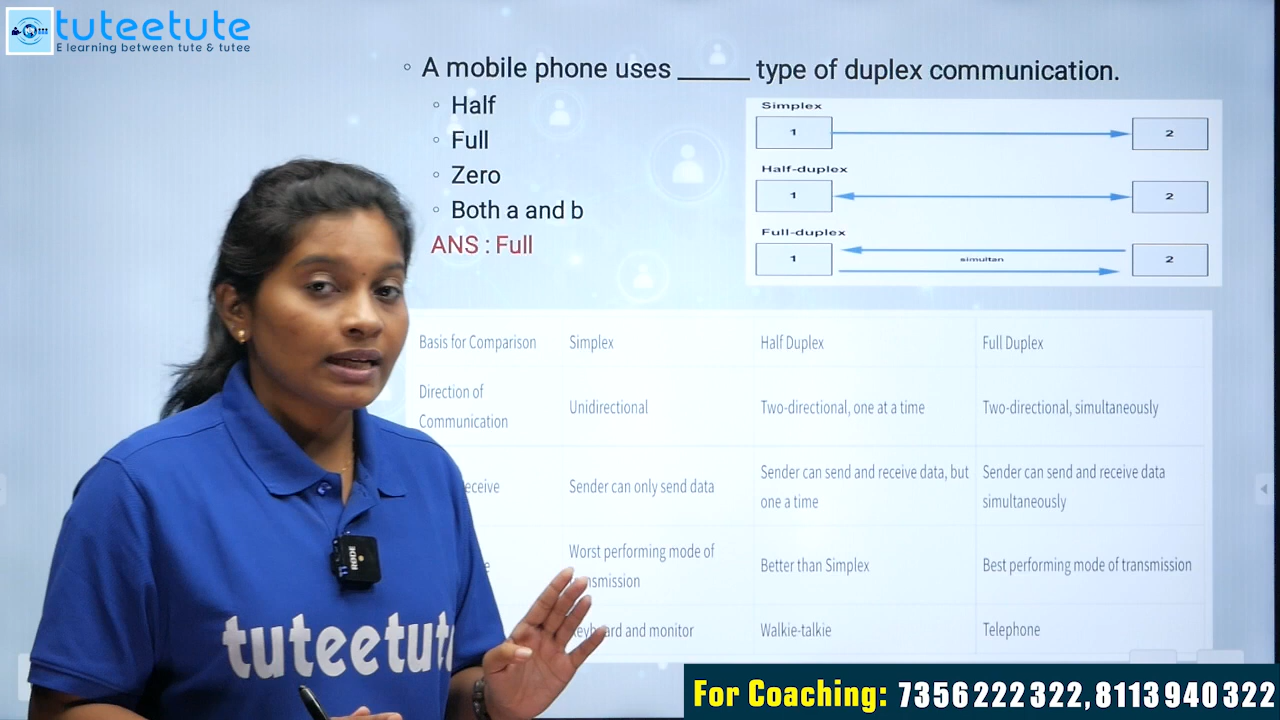 tuteetute
E learning between tute & tutee
◦ A mobile phone uses ______ type of duplex communication.
◦ Half
◦ Full
◦ Zero
◦ Both a and b
ANS : Full
Simplex
1 2
Half-duplex
1 2
Full-duplex
1 simultan 2
Basis for Comparison Simplex Half Duplex Full Duplex
Direction of
Communication
Unidirectional Two-directional, one at a time Two-directional, simultaneously
Sender can only send data
Sender can send and receive data, but
one a time
Sender can send and receive data
simultaneously
Worst performing mode of
Better than Simplex Best performing mode of transmission
and monitor Walkie-talkie Telephone
RODE
tuteetute
For Coaching: 7356 222 322, 8113 940 322